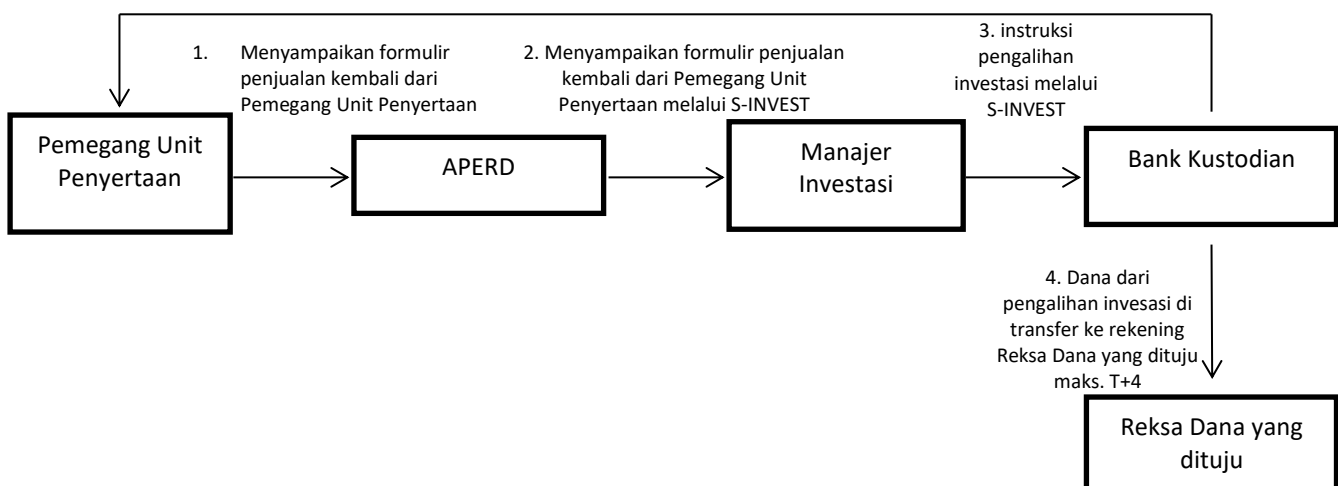 1. Menyampaikan formulir
penjualan kembali dari
Pemegang Unit Penyertaan
2. Menyampaikan formulir penjualan
kembali dari Pemegang Unit
Penyertaan melalui S-INVEST
3. instruksi
pengalihan
investasi melalui
S-INVEST
Pemegang Unit
Penyertaan
APERD
Manajer
Investasi
Bank Kustodian
4. Dana dari
pengalihan invesasi di
transfer ke rekening
Reksa Dana yang dituju
maks. T+4
Reksa Dana yang
dituju